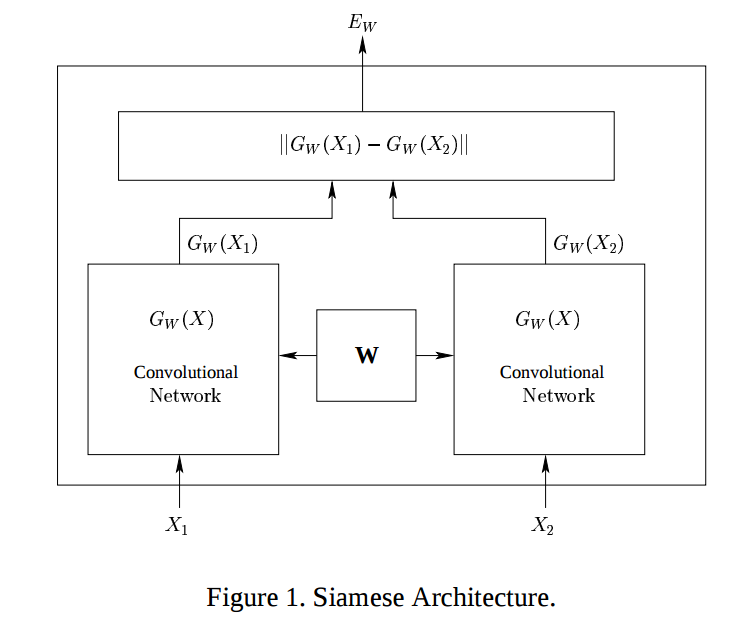 E_W
||G_W(X_1) − G_W(X_2)||
G_W(X_1)
G_W(X_2)
G_W(X)
Convolutional
Network
W
G_W(X)
Convolutional
Network
X_1
X_2
Figure 1. Siamese Architecture.